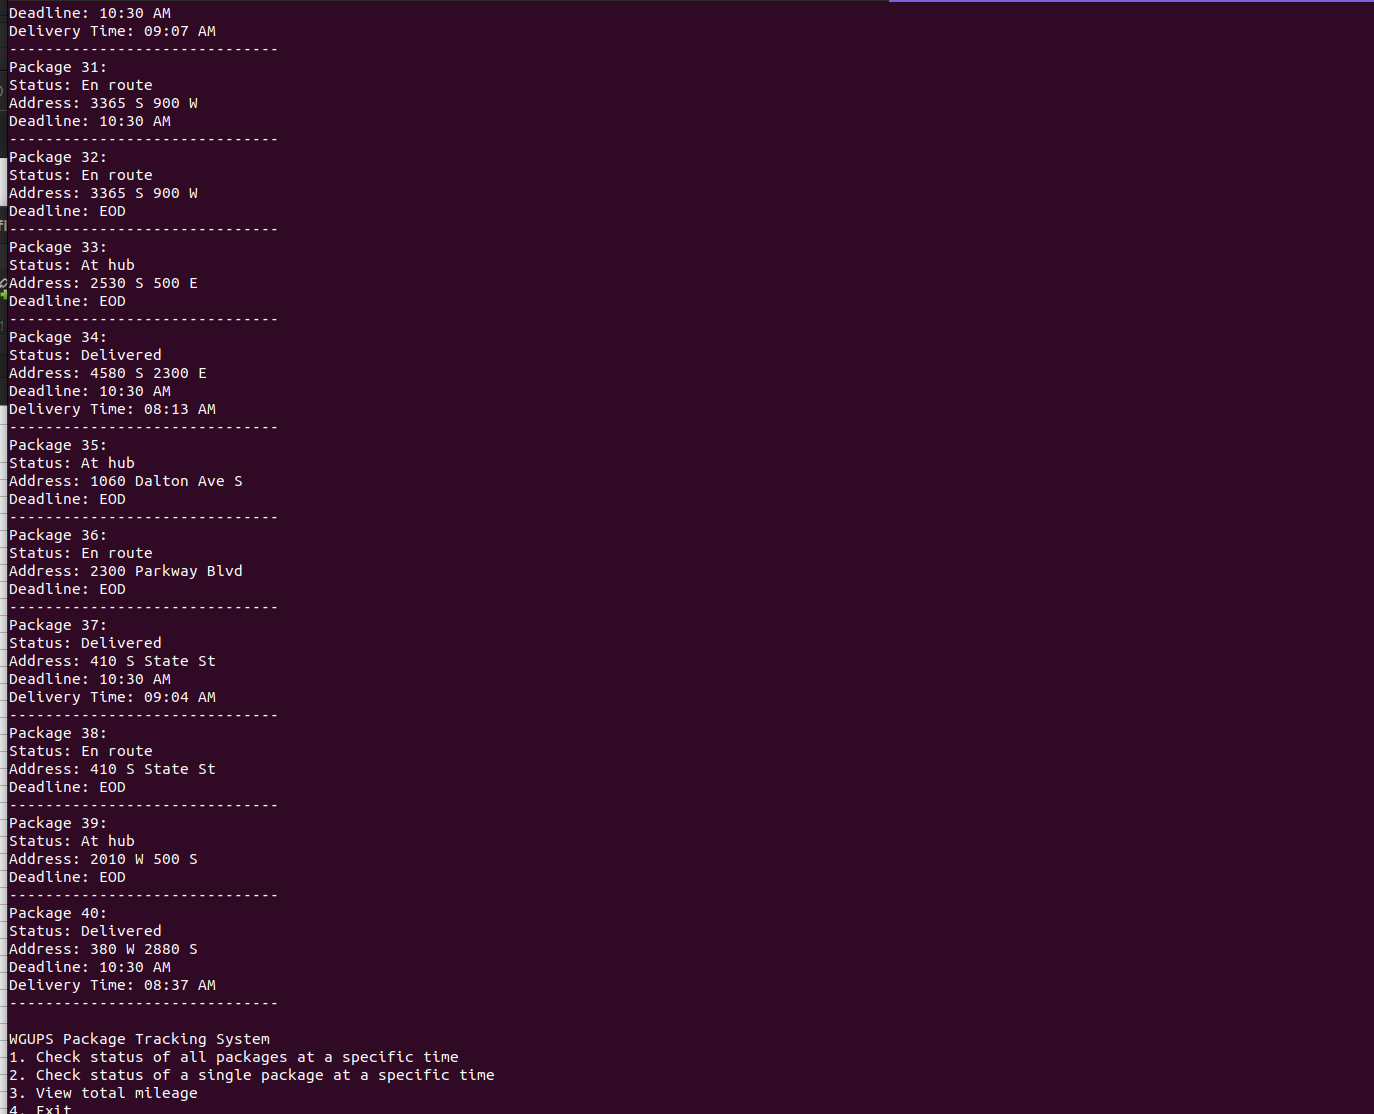 Deadline: 10:30 AM
Delivery Time: 09:07 AM
------------------------------
Package 31:
Status: En route
Address: 3365 S 900 W
Deadline: 10:30 AM
------------------------------
Package 32:
Status: En route
Address: 3365 S 900 W
Deadline: EOD
------------------------------
Package 33:
Status: At hub
Address: 2530 S 500 E
Deadline: EOD
------------------------------
Package 34:
Status: Delivered
Address: 4580 S 2300 E
Deadline: 10:30 AM
Delivery Time: 08:13 AM
------------------------------
Package 35:
Status: At hub
Address: 1060 Dalton Ave S
Deadline: EOD
------------------------------
Package 36:
Status: En route
Address: 2300 Parkway Blvd
Deadline: EOD
------------------------------
Package 37:
Status: Delivered
Address: 410 S State St
Deadline: 10:30 AM
Delivery Time: 09:04 AM
------------------------------
Package 38:
Status: En route
Address: 410 S State St
Deadline: EOD
------------------------------
Package 39:
Status: At hub
Address: 2010 W 500 S
Deadline: EOD
------------------------------
Package 40:
Status: Delivered
Address: 380 W 2880 S
Deadline: 10:30 AM
Delivery Time: 08:37 AM
------------------------------
WGUPS Package Tracking System
1. Check status of all packages at a specific time
2. Check status of a single package at a specific time
3. View total mileage
4. Exit